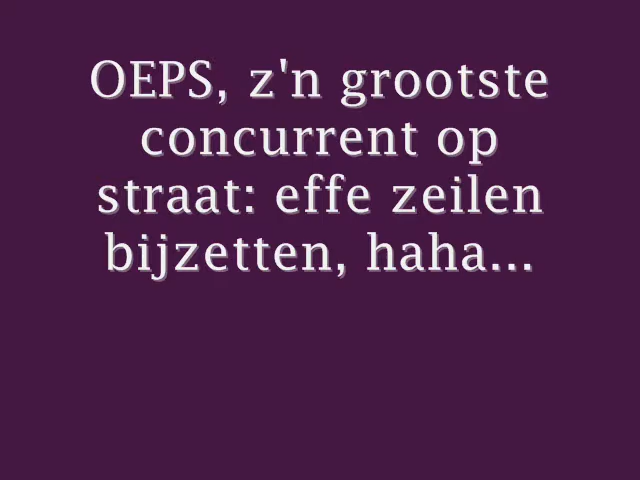 OEPS, z'n grootste
concurrent op
straat: effe zeilen
bijzetten, haha...